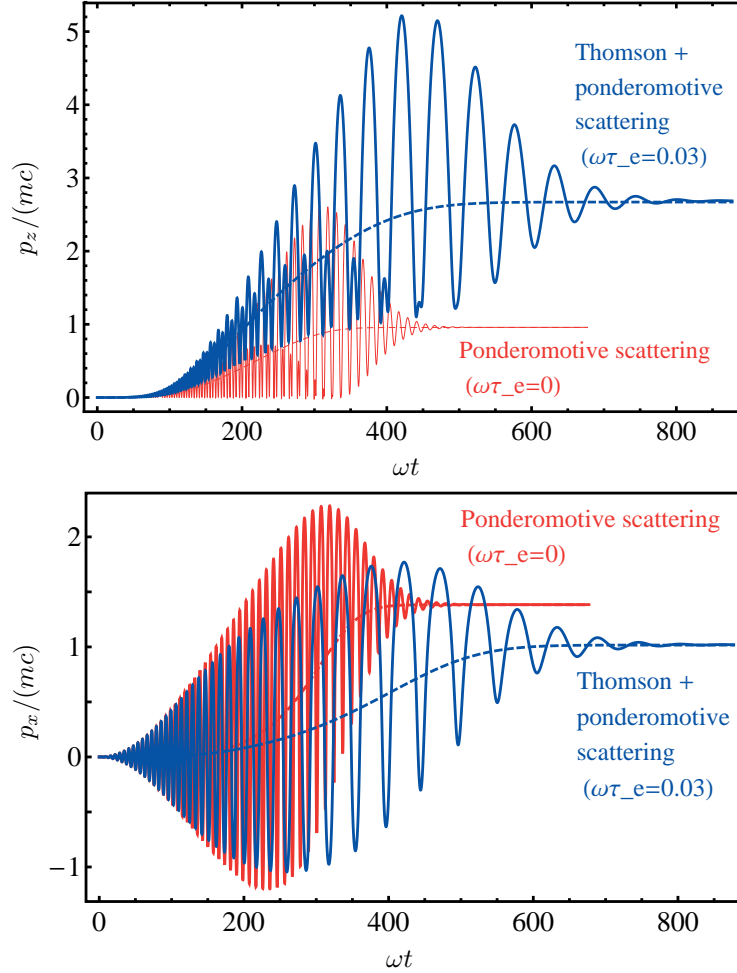 5
4
3
2
1
0
p_z/(mc)
Thomson +
ponderomotive
scattering
(ωτ_e=0.03)
Ponderomotive scattering
(ωτ_e=0)
0 200 400 600 800
ωt
2
1
0
−1
p_x/(mc)
Ponderomotive scattering
(ωτ_e=0)
Thomson +
ponderomotive
scattering
(ωτ_e=0.03)
0 200 400 600 800
ωt